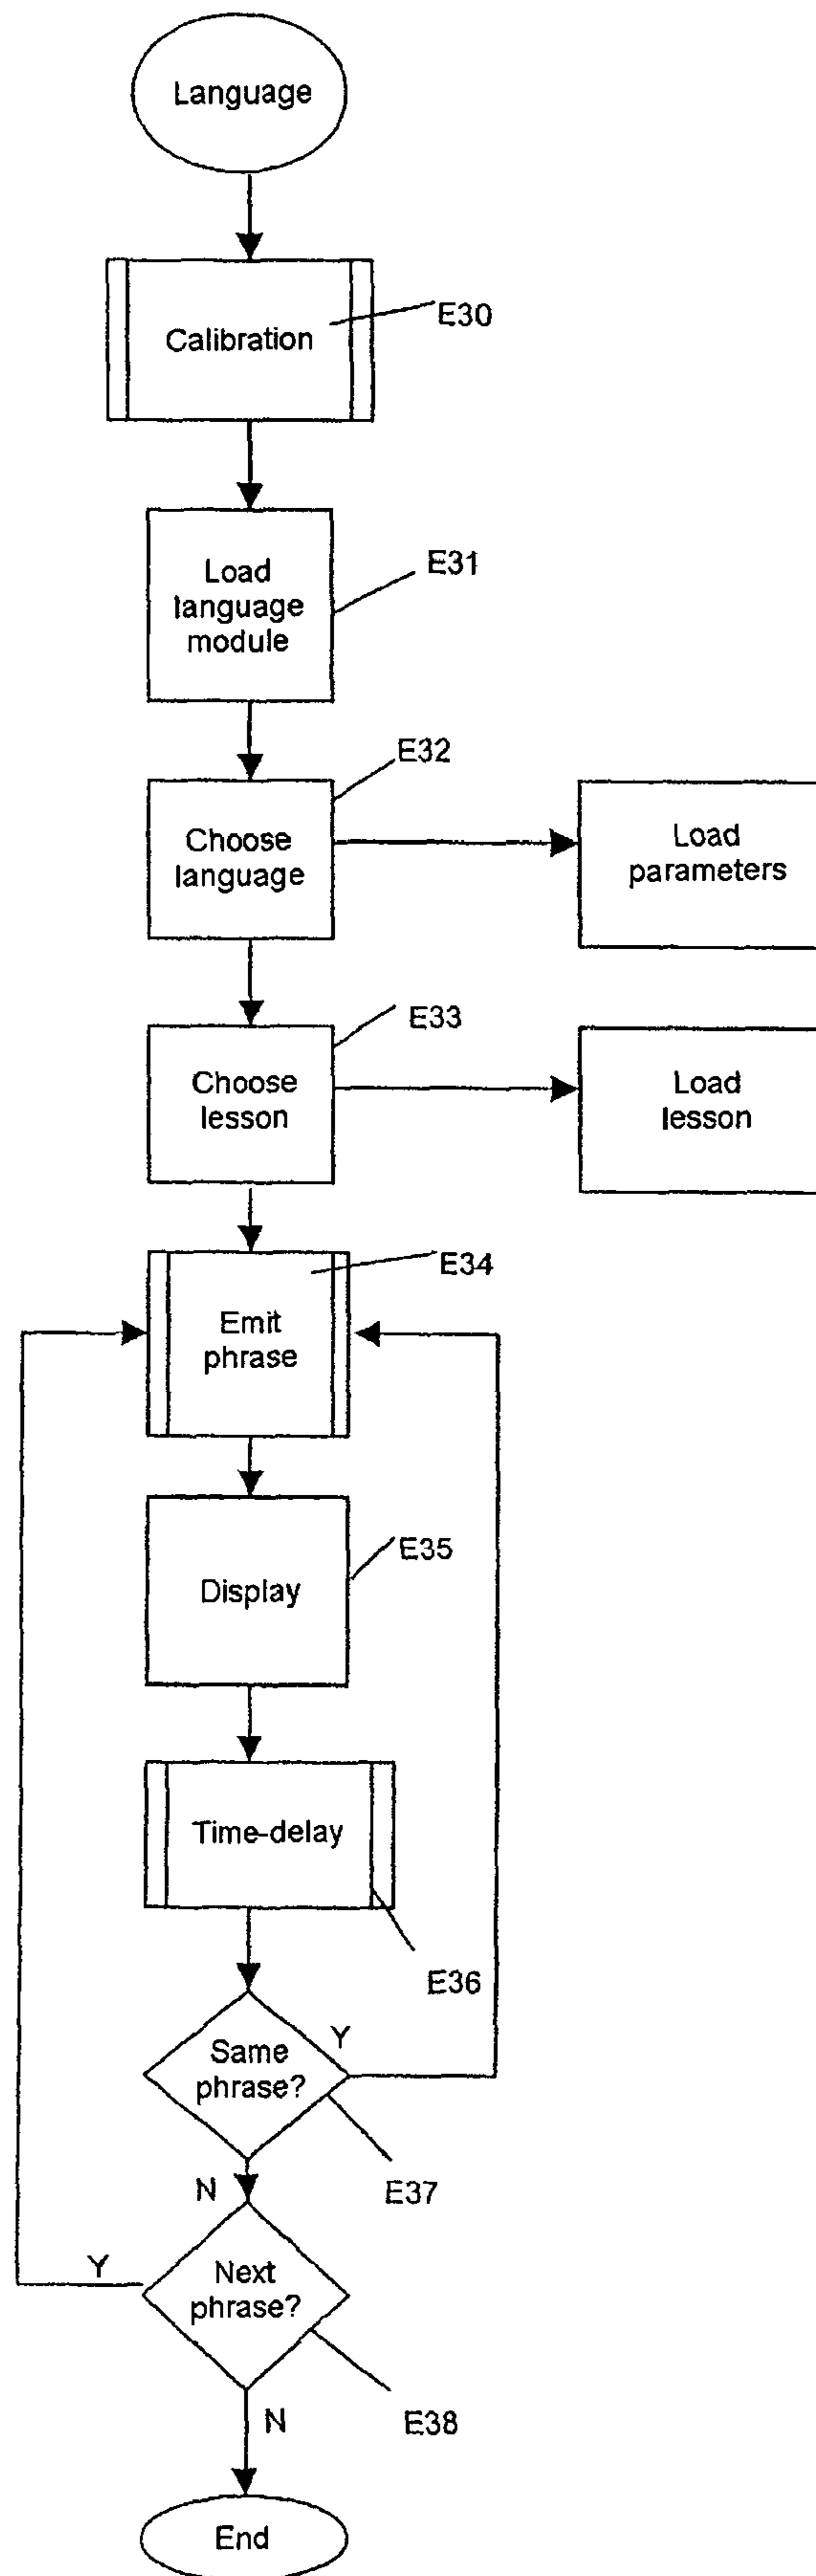 Language
Calibration
E30
Load
language
module
E31
E32
Choose
language
Load
parameters
E33
Choose
lesson
Load
lesson
E34
Emit
phrase
E35
Display
Time-delay
E36
Y
Same
phrase?
N
E37
Y
Next
phrase?
E38
N
End